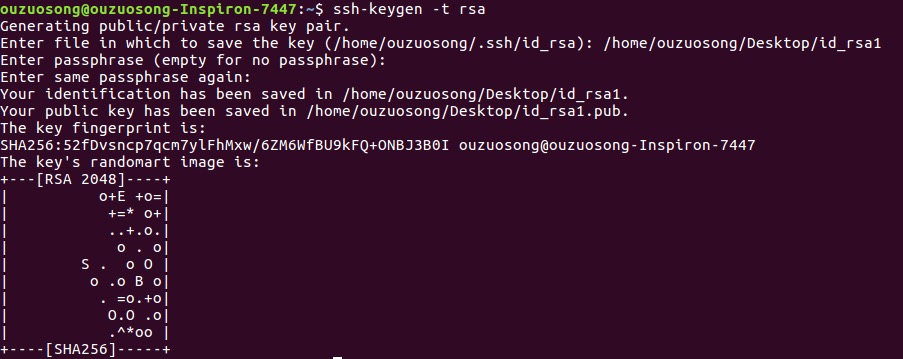 ouzuosong@ouzuosong-Inspiron-7447:~$ ssh-keygen -t rsa
Generating public/private rsa key pair.
Enter file in which to save the key (/home/ouzuosong/.ssh/id_rsa): /home/ouzuosong/Desktop/id_rsa1
Enter passphrase (empty for no passphrase):
Enter same passphrase again:
Your identification has been saved in /home/ouzuosong/Desktop/id_rsa1.
Your public key has been saved in /home/ouzuosong/Desktop/id_rsa1.pub.
The key fingerprint is:
SHA256:52fDvsncp7qcm7ylFhMxw/6ZM6WfBU9kFQ+ONBJ3B0I ouzuosong@ouzuosong-Inspiron-7447
The key's randomart image is:
+---[RSA 2048]----+
|           o+E +o=|
|            +=* o+|
|            ..+.o.|
|             o . o|
|         S .  o O |
|          o .o B o|
|           . =o.+o|
|            O.O .o|
|            .^*oo |
+----[SHA256]-----+